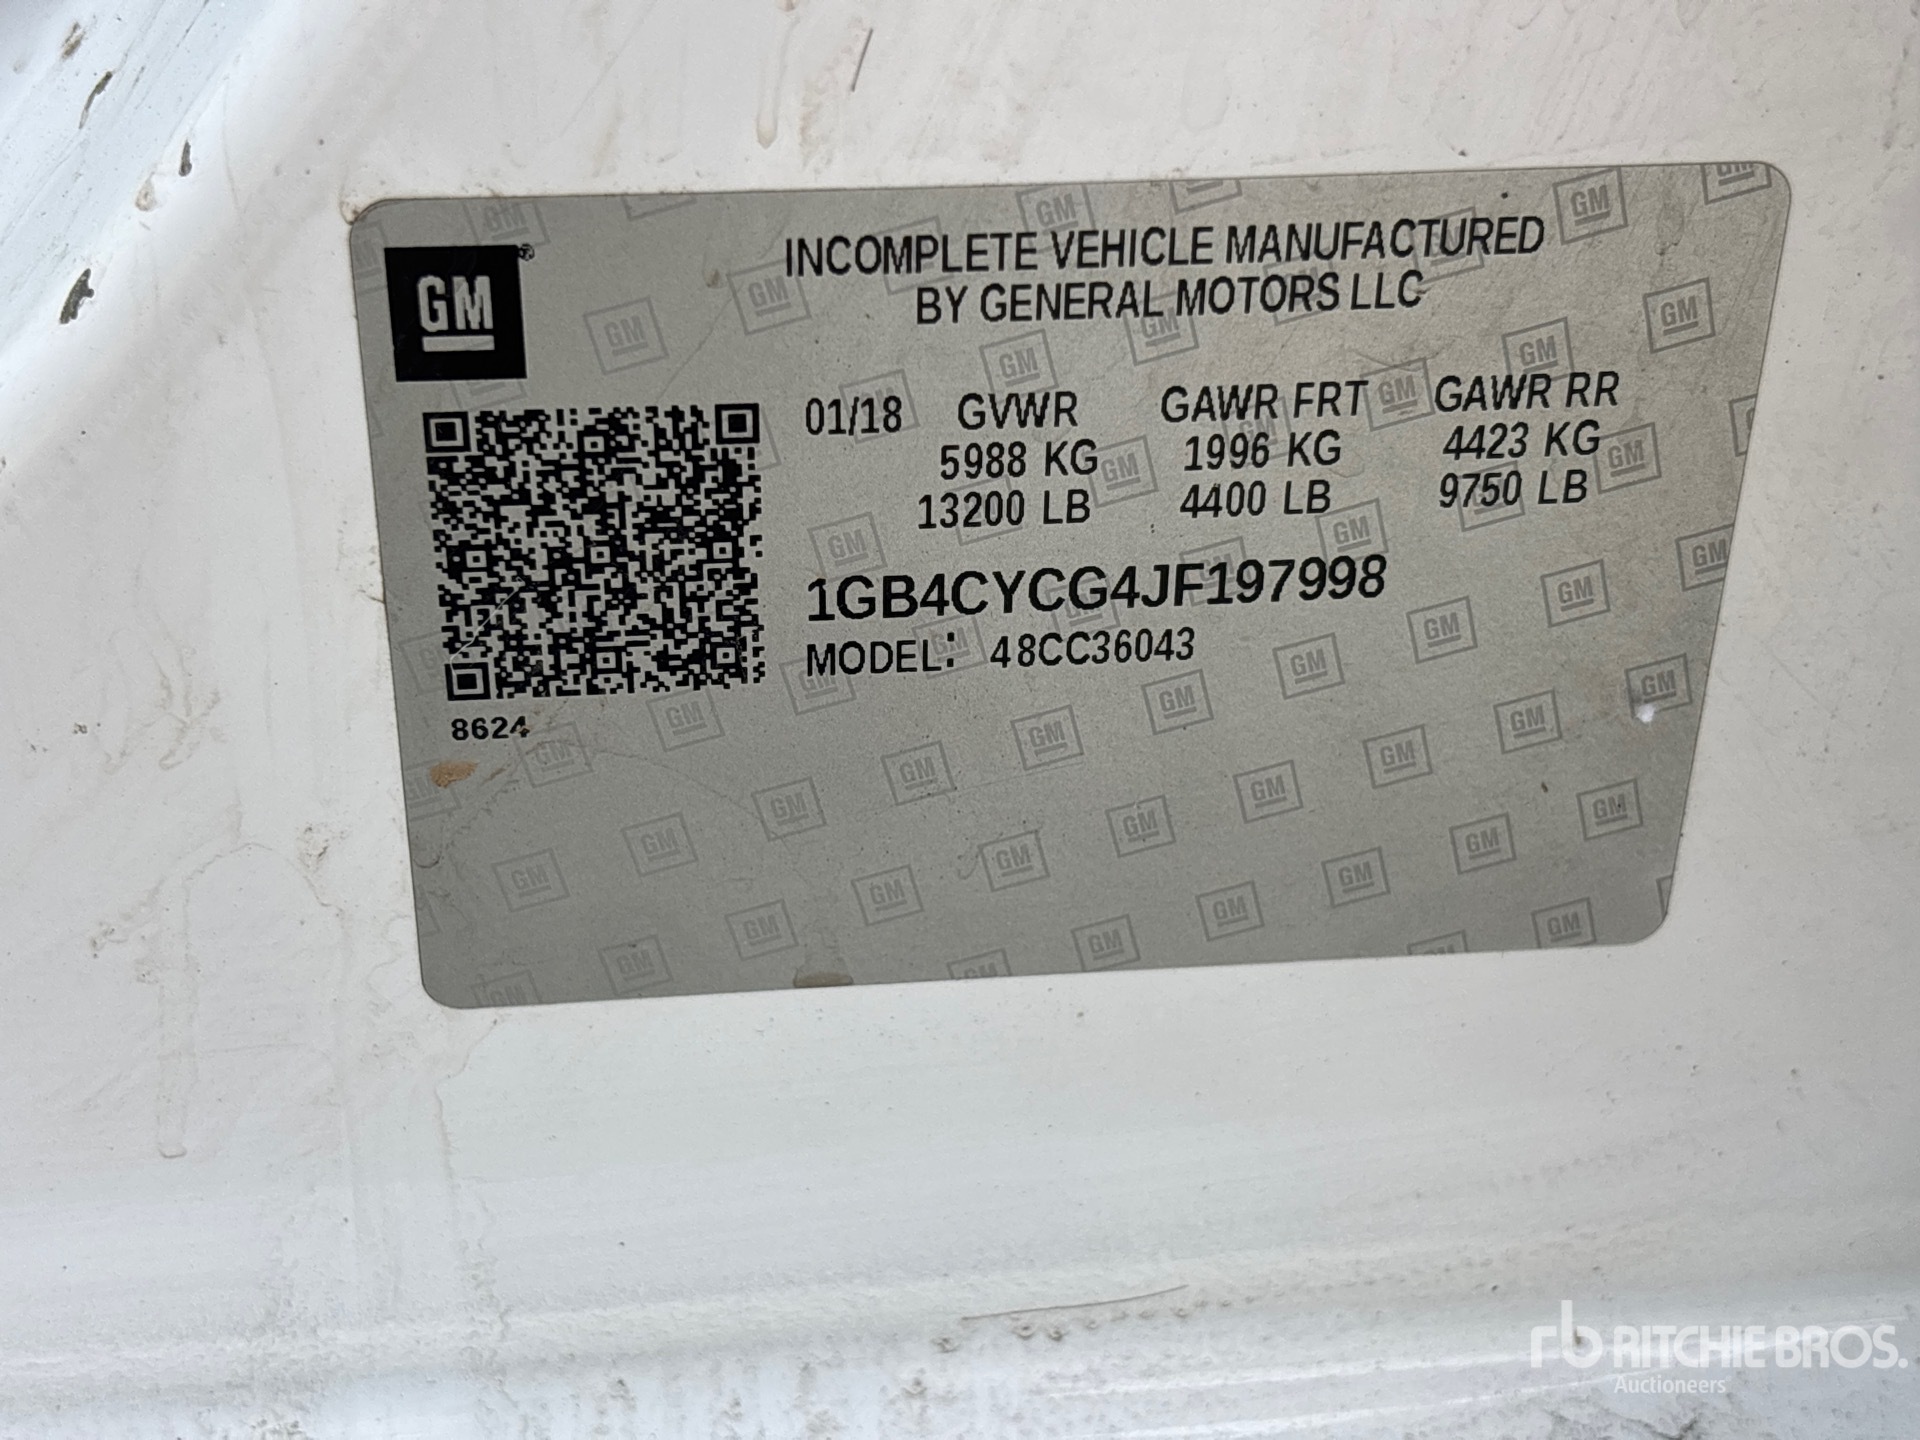 GM®
INCOMPLETE VEHICLE MANUFACTURED
BY GENERAL MOTORS LLC
01/18 GVWR GAWR FRT GAWR RR
5988 KG 1996 KG 4423 KG
13200 LB 4400 LB 9750 LB
1GB4CYCG4JF197998
MODEL: 48CC36043
8624
rb RITCHIE BROS.
Auctioneers